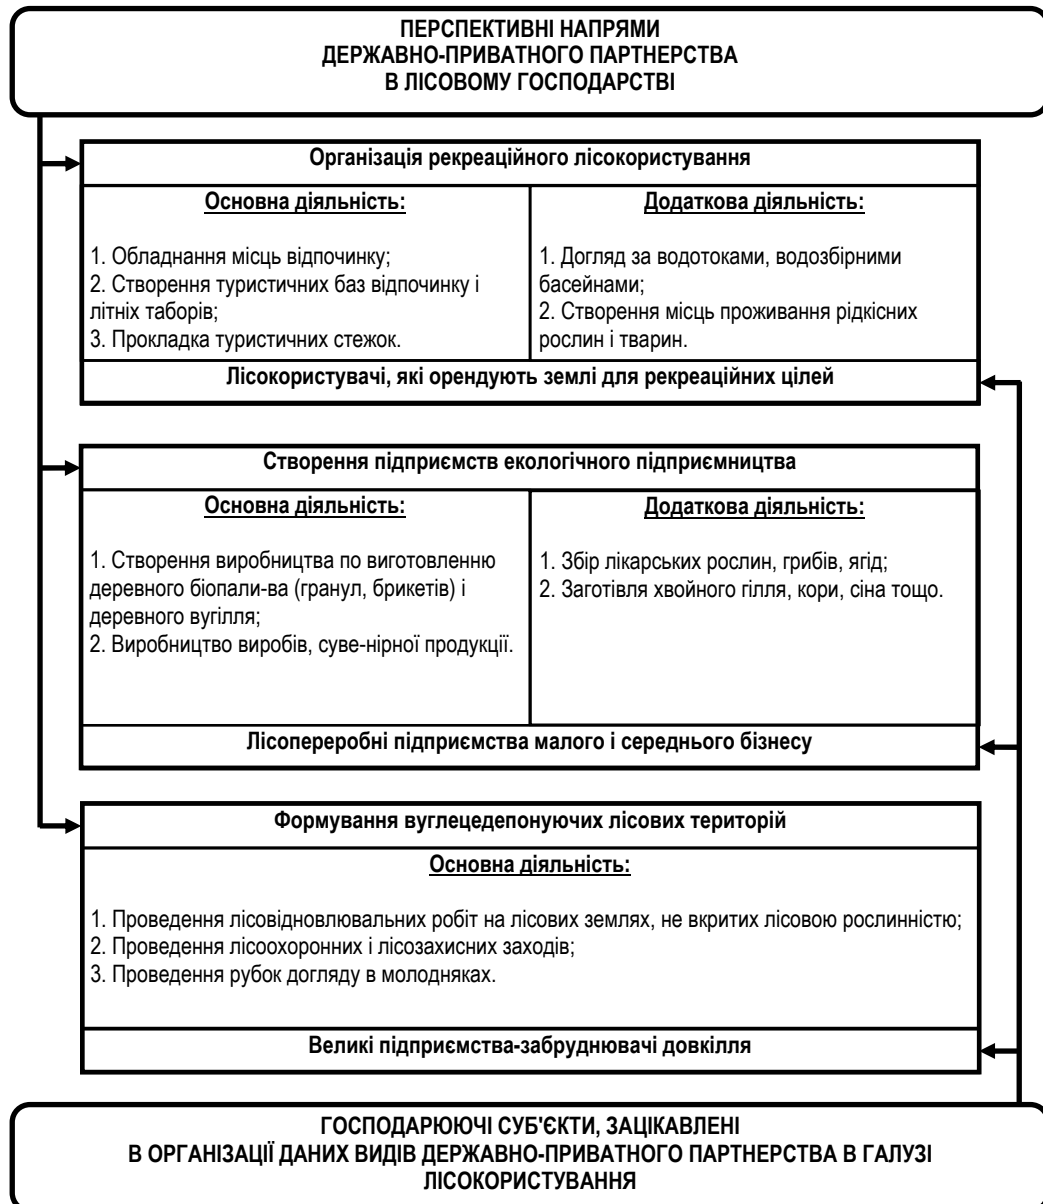 ПЕРСПЕКТИВНІ НАПРЯМИ
ДЕРЖАВНО-ПРИВАТНОГО ПАРТНЕРСТВА
В ЛІСОВОМУ ГОСПОДАРСТВІ
Організація рекреаційного лісокористування
Основна діяльність:
1. Обладнання місць відпочинку;
2. Створення туристичних баз відпочинку і
літніх таборів;
3. Прокладка туристичних стежок.
Додаткова діяльність:
1. Догляд за водотоками, водозбірними
басейнами;
2. Створення місць проживання рідкісних
рослин і тварин.
Лісокористувачі, які орендують землі для рекреаційних цілей
Створення підприємств екологічного підприємництва
Основна діяльність:
1. Створення виробництва по виготовленню
деревного біопали-ва (гранул, брикетів) і
деревного вугілля;
2. Виробництво виробів, суве-нірної продукції.
Додаткова діяльність:
1. Збір лікарських рослин, грибів, ягід;
2. Заготівля хвойного гілля, кори, сіна тощо.
Лісопереробні підприємства малого і середнього бізнесу
Формування вуглецедепонуючих лісових територій
Основна діяльність:
1. Проведення лісовідновлювальних робіт на лісових землях, не вкритих лісовою рослинністю;
2. Проведення лісоохоронних і лісозахисних заходів;
3. Проведення рубок догляду в молодняках.
Великі підприємства-забруднювачі довкілля
ГОСПОДАРЮЮЧІ СУБ'ЄКТИ, ЗАЦІКАВЛЕНІ
В ОРГАНІЗАЦІЇ ДАНИХ ВИДІВ ДЕРЖАВНО-ПРИВАТНОГО ПАРТНЕРСТВА В ГАЛУЗІ
ЛІСОКОРИСТУВАННЯ